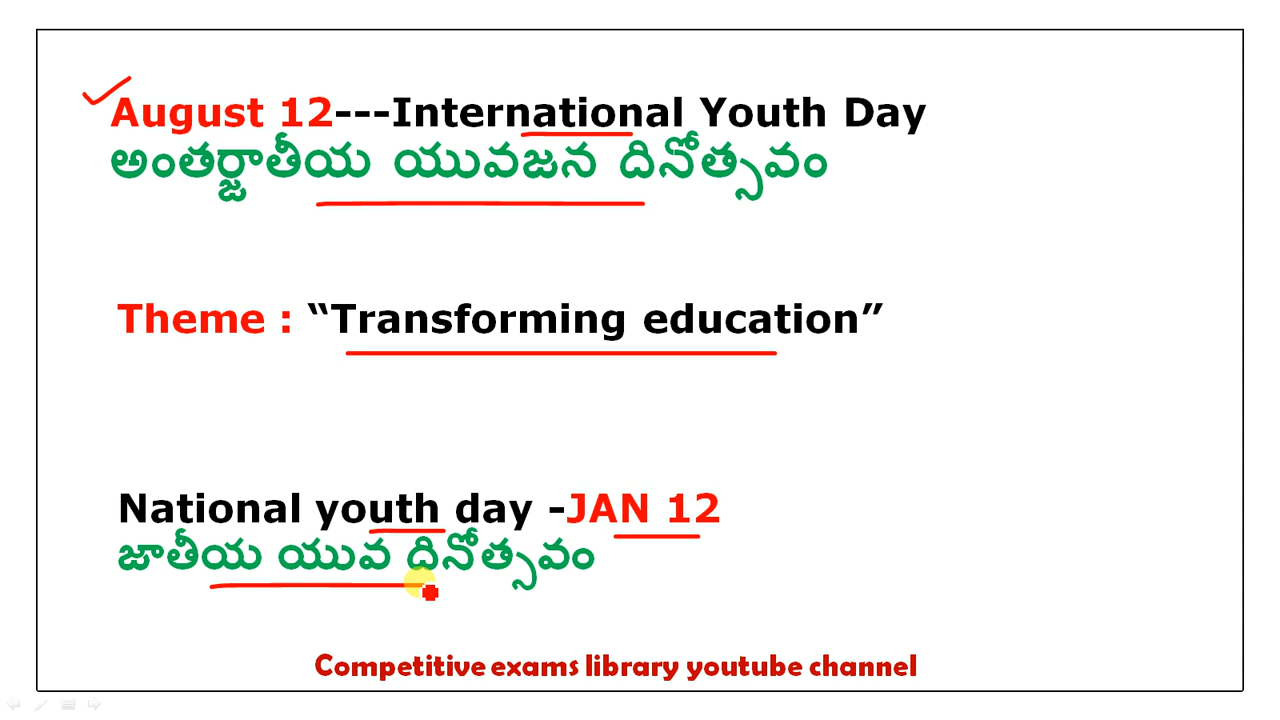 August 12---International Youth Day
అంతర్జాతీయ యువజన దినోత్సవం
Theme : “Transforming education”
National youth day -JAN 12
జాతీయ యువ దినోత్సవం
Competitive exams library youtube channel